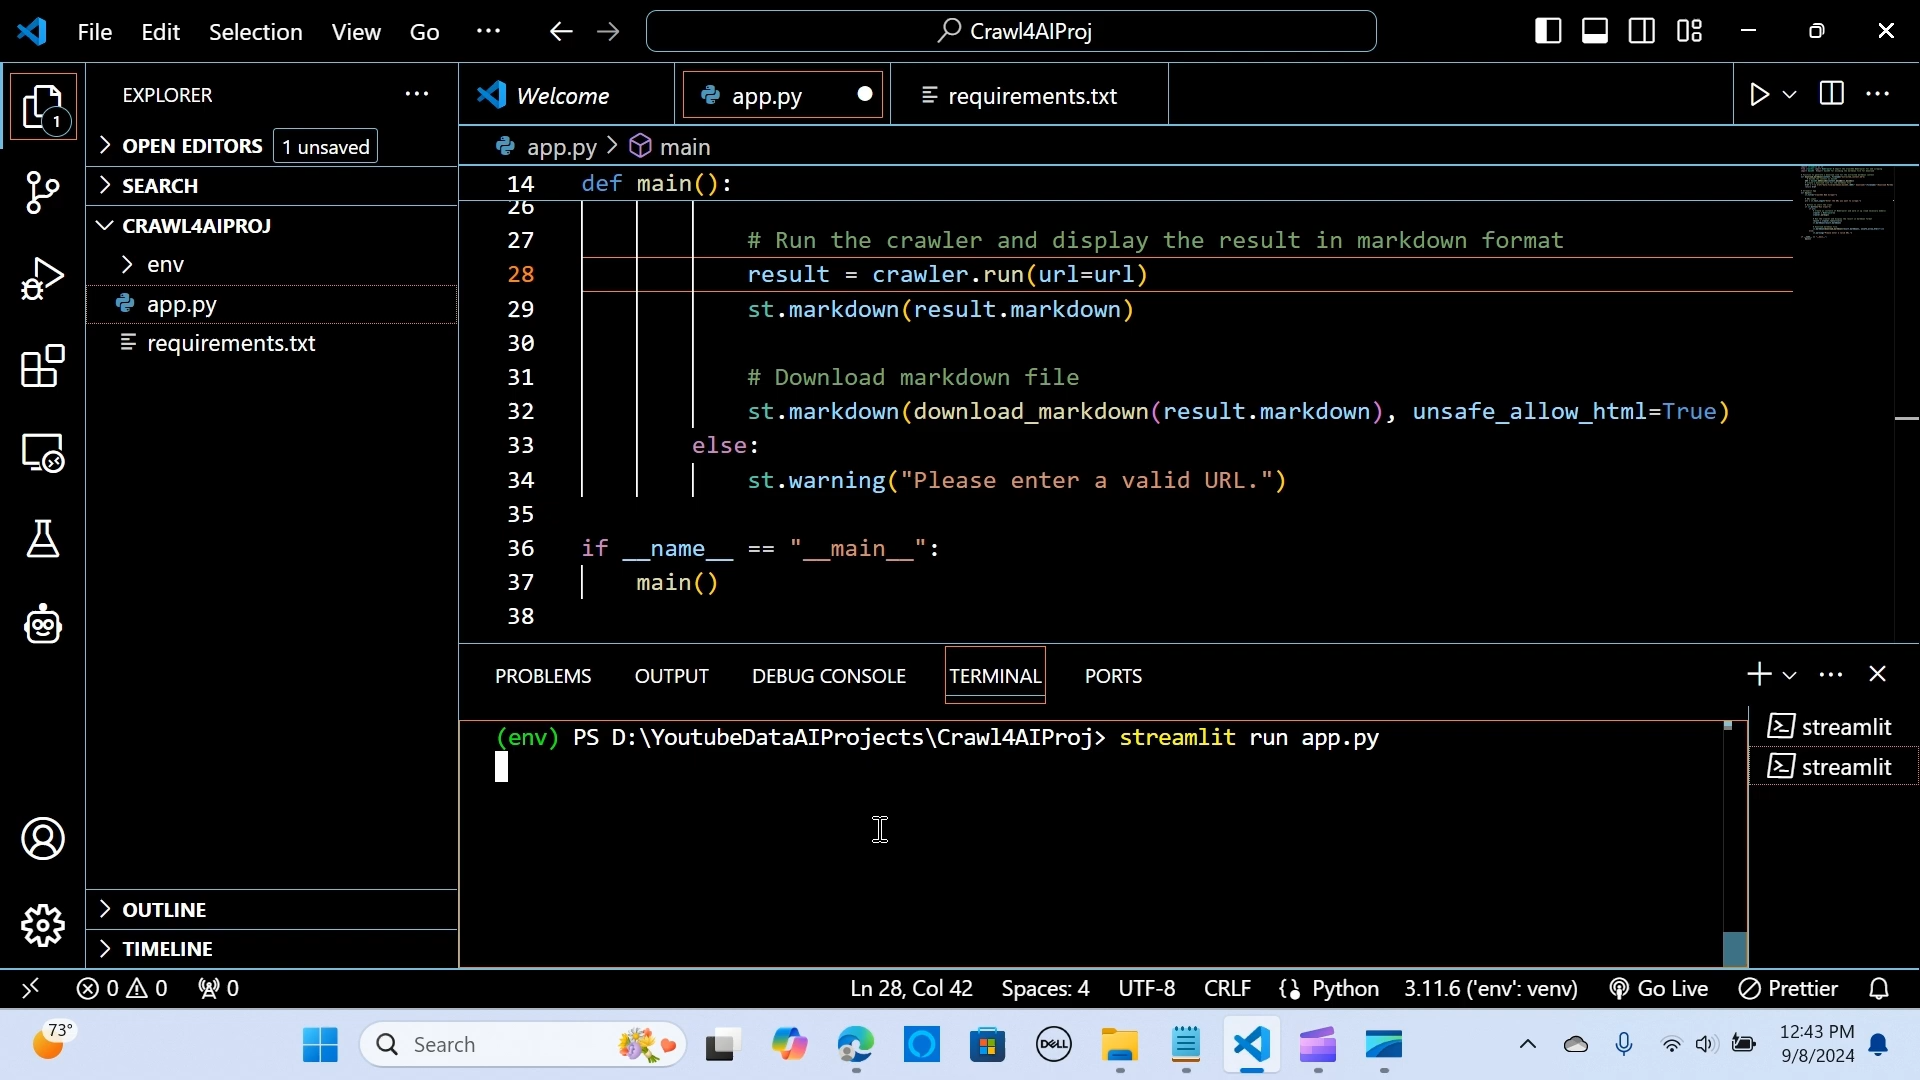 File Edit Selection View Go ··· Crawl4AIProj
EXPLORER ···
1
OPEN EDITORS 1 unsaved
SEARCH
CRAWL4AIPROJ
env
app.py
requirements.txt
OUTLINE
TIMELINE
Welcome app.py requirements.txt ···
app.py > main
14 def main():
26
27 # Run the crawler and display the result in markdown format
28 result = crawler.run(url=url)
29 st.markdown(result.markdown)
30
31 # Download markdown file
32 st.markdown(download_markdown(result.markdown), unsafe_allow_html=True)
33 else:
34 st.warning("Please enter a valid URL.")
35
36 if __name__ == "__main__":
37 main()
38
PROBLEMS OUTPUT DEBUG CONSOLE TERMINAL PORTS ···
(env) PS D:\YoutubeDataAIProjects\Crawl4AIProj> streamlit run app.py
streamlit
streamlit
0 0 0 Ln 28, Col 42 Spaces: 4 UTF-8 CRLF Python 3.11.6 ('env': venv) Go Live Prettier
73°
Search
DELL
12:43 PM
9/8/2024